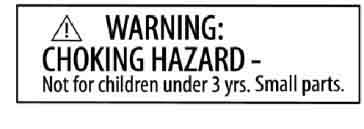 WARNING:
CHOKING HAZARD -
Not for children under 3 yrs. Small parts.